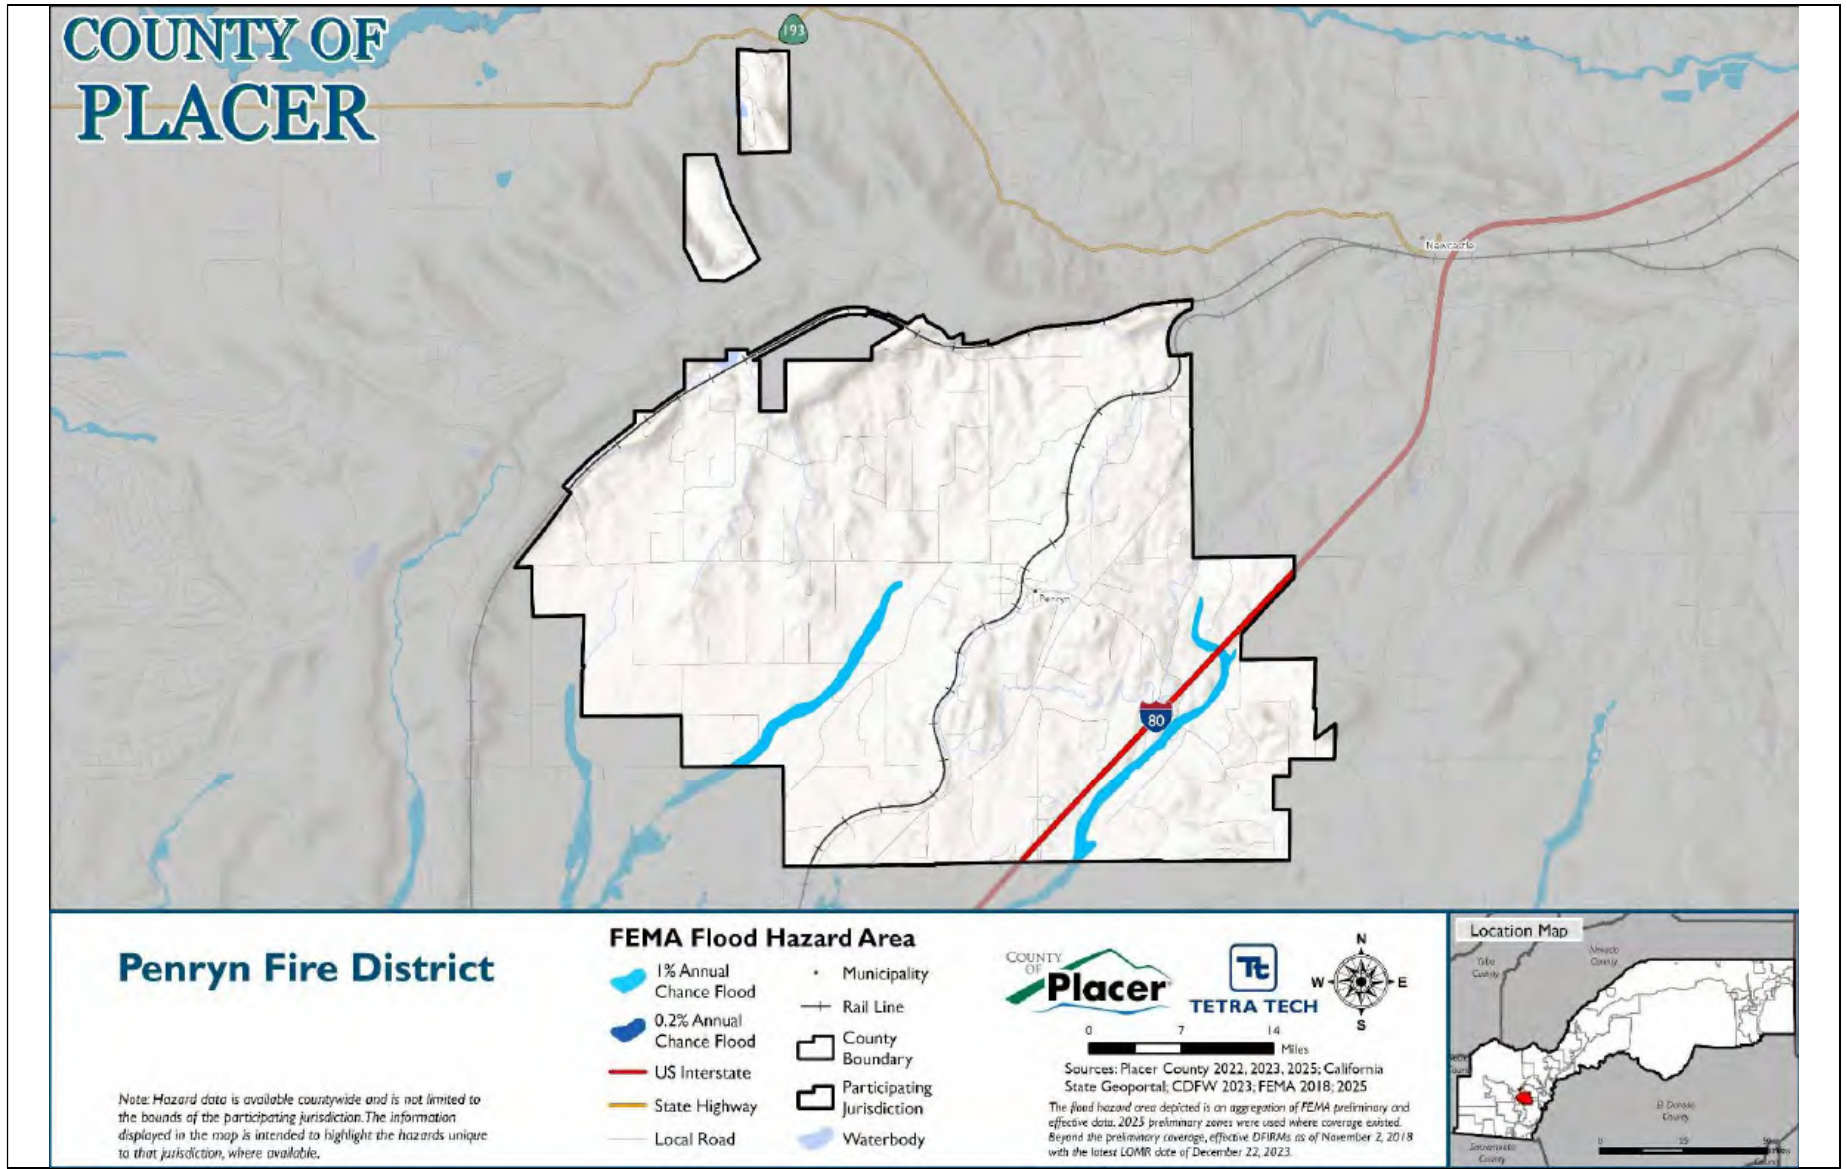 COUNTY OF
PLACER
193
Newcastle
Penryn
80
Penryn Fire District
Note: Hazard data is available countywide and is not limited to
the bounds of the participating jurisdiction. The information
displayed in the map is intended to highlight the hazards unique
to that jurisdiction, where available.
FEMA Flood Hazard Area
1% Annual
Chance Flood
0.2% Annual
Chance Flood
US Interstate
State Highway
Local Road
Municipality
Rail Line
County
Boundary
Participating
Jurisdiction
Waterbody
COUNTY
OF
Placer
Tt
TETRA TECH
N
W
E
S
0 7 14
Miles
Sources: Placer County 2022, 2023, 2025; California
State Geoportal; CDFW 2023; FEMA 2018; 2025
The flood hazard area depicted is an aggregation of FEMA preliminary and
effective data. 2025 preliminary zones were used where coverage existed.
Beyond the preliminary coverage, effective DFIRMs as of November 2, 2018
with the latest LOMR date of December 22, 2023.
Location Map
Yuba
County
Nevada
County
El Dorado
County
Sacramento
County
0